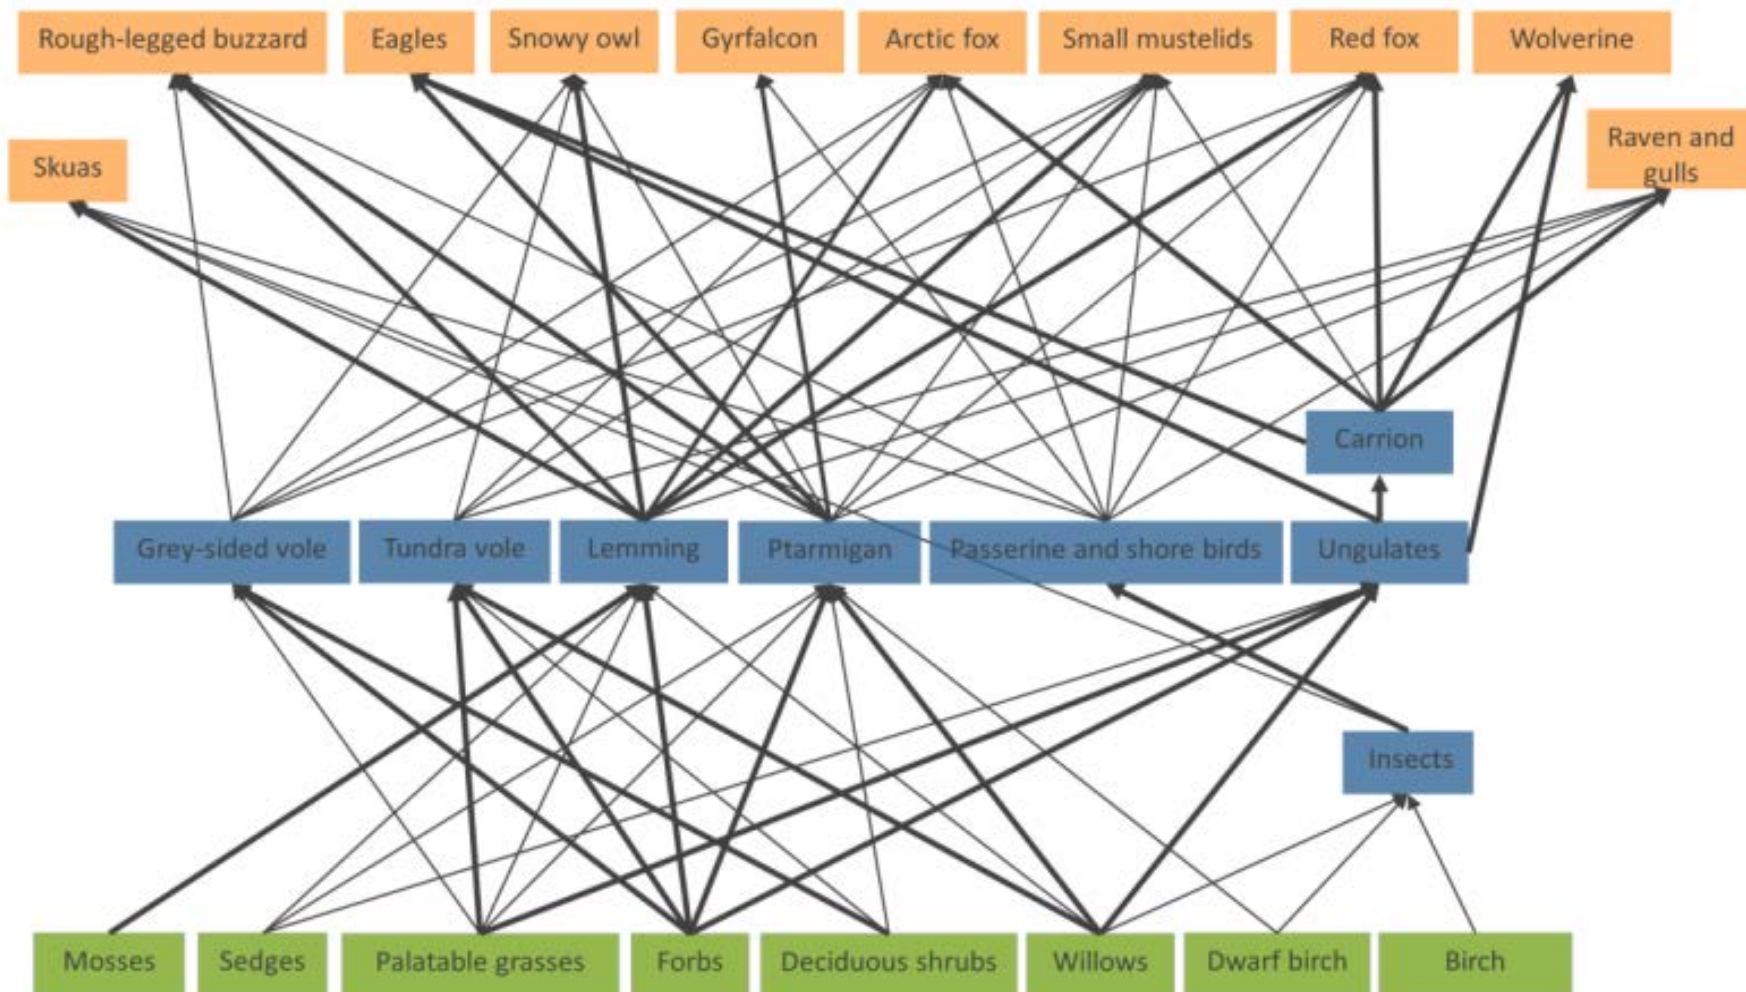 Rough-legged buzzard
Eagles
Snowy owl
Gyrfalcon
Arctic fox
Small mustelids
Red fox
Wolverine
Skuas
Raven and
gulls
Carrion
Grey-sided vole
Tundra vole
Lemming
Ptarmigan
Passerine and shore birds
Ungulates
Insects
Mosses
Sedges
Palatable grasses
Forbs
Deciduous shrubs
Willows
Dwarf birch
Birch